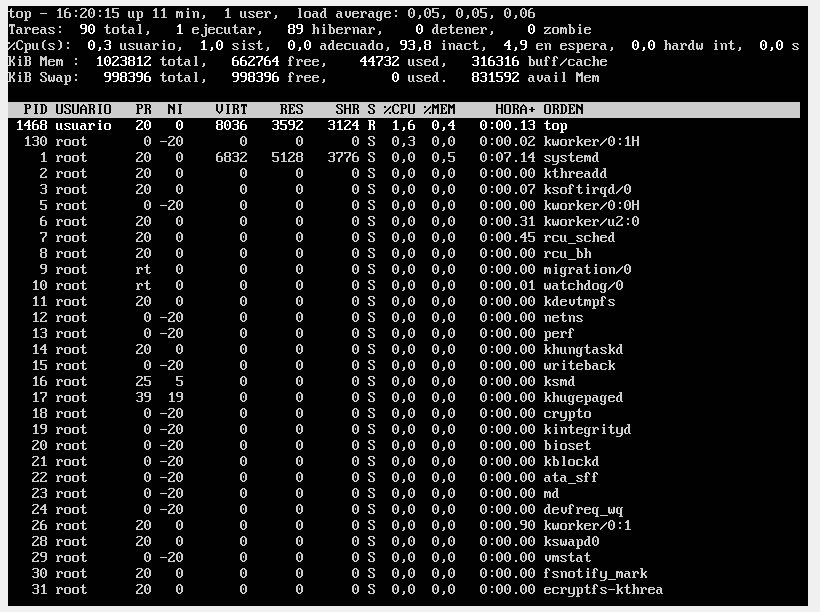 top - 16:20:15 up 11 min,  1 user,  load average: 0,05, 0,05, 0,06
Tareas:  90 total,   1 ejecutar,   89 hibernar,    0 detener,    0 zombie
%Cpu(s):  0,3 usuario,  1,0 sist,  0,0 adecuado, 93,8 inact,  4,9 en espera,  0,0 hardw int,  0,0 s
KiB Mem :  1023812 total,   662764 free,    44732 used,   316316 buff/cache
KiB Swap:   998396 total,   998396 free,        0 used.   831592 avail Mem
PID USUARIO   PR  NI    VIRT    RES    SHR S %CPU %MEM     HORA+ ORDEN
1468 usuario   20   0    8036   3592   3124 R  1,6  0,4   0:00.13 top
130 root       0 -20       0      0      0 S  0,3  0,0   0:00.02 kworker/0:1H
1 root      20   0    6832   5128   3776 S  0,0  0,5   0:07.14 systemd
2 root      20   0       0      0      0 S  0,0  0,0   0:00.00 kthreadd
3 root      20   0       0      0      0 S  0,0  0,0   0:00.07 ksoftirqd/0
5 root       0 -20       0      0      0 S  0,0  0,0   0:00.00 kworker/0:0H
6 root      20   0       0      0      0 S  0,0  0,0   0:00.31 kworker/u2:0
7 root      20   0       0      0      0 S  0,0  0,0   0:00.45 rcu_sched
8 root      20   0       0      0      0 S  0,0  0,0   0:00.00 rcu_bh
9 root      rt   0       0      0      0 S  0,0  0,0   0:00.00 migration/0
10 root      rt   0       0      0      0 S  0,0  0,0   0:00.01 watchdog/0
11 root      20   0       0      0      0 S  0,0  0,0   0:00.00 kdevtmpfs
12 root       0 -20       0      0      0 S  0,0  0,0   0:00.00 netns
13 root       0 -20       0      0      0 S  0,0  0,0   0:00.00 perf
14 root      20   0       0      0      0 S  0,0  0,0   0:00.00 khungtaskd
15 root       0 -20       0      0      0 S  0,0  0,0   0:00.00 writeback
16 root      25   5       0      0      0 S  0,0  0,0   0:00.00 ksmd
17 root      39  19       0      0      0 S  0,0  0,0   0:00.00 khugepaged
18 root       0 -20       0      0      0 S  0,0  0,0   0:00.00 crypto
19 root       0 -20       0      0      0 S  0,0  0,0   0:00.00 kintegrityd
20 root       0 -20       0      0      0 S  0,0  0,0   0:00.00 bioset
21 root       0 -20       0      0      0 S  0,0  0,0   0:00.00 kblockd
22 root       0 -20       0      0      0 S  0,0  0,0   0:00.00 ata_sff
23 root       0 -20       0      0      0 S  0,0  0,0   0:00.00 md
24 root       0 -20       0      0      0 S  0,0  0,0   0:00.00 devfreq_wq
26 root      20   0       0      0      0 S  0,0  0,0   0:00.90 kworker/0:1
28 root      20   0       0      0      0 S  0,0  0,0   0:00.00 kswapd0
29 root       0 -20       0      0      0 S  0,0  0,0   0:00.00 vmstat
30 root      20   0       0      0      0 S  0,0  0,0   0:00.00 fsnotify_mark
31 root      20   0       0      0      0 S  0,0  0,0   0:00.00 ecryptfs-kthrea